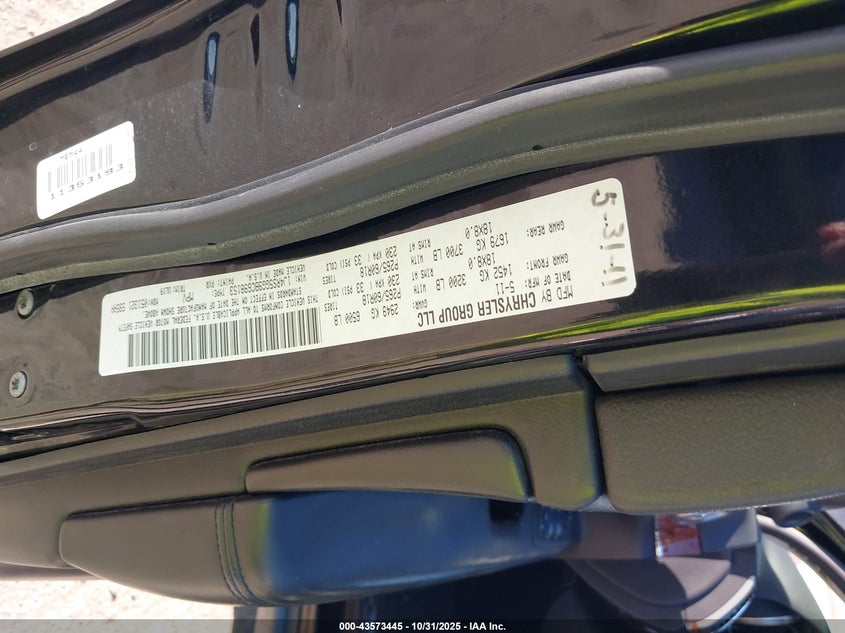 MFD BY CHRYSLER GROUP LLC
DATE OF MFR: 5-11
GVWR: 2949 KG 6500 LB
GAWR FRONT: 1452 KG 3200 LB
WITH P265/60R18 TIRES
RIMS AT 18X8.0
230 KPA 33 PSI COLD
GAWR REAR: 1679 KG 3700 LB
WITH P265/60R18 TIRES
RIMS AT 18X8.0
230 KPA 33 PSI COLD
THIS VEHICLE CONFORMS TO ALL APPLICABLE U.S.A. FEDERAL MOTOR VEHICLE SAFETY
STANDARDS IN EFFECT ON THE DATE OF MANUFACTURE SHOWN ABOVE.
TYPE: MPV
PAINT: PXR
VEHICLE MADE IN U.S.A.
5-31-11
11353193
000-43573445 - 10/31/2025 - IAA Inc.